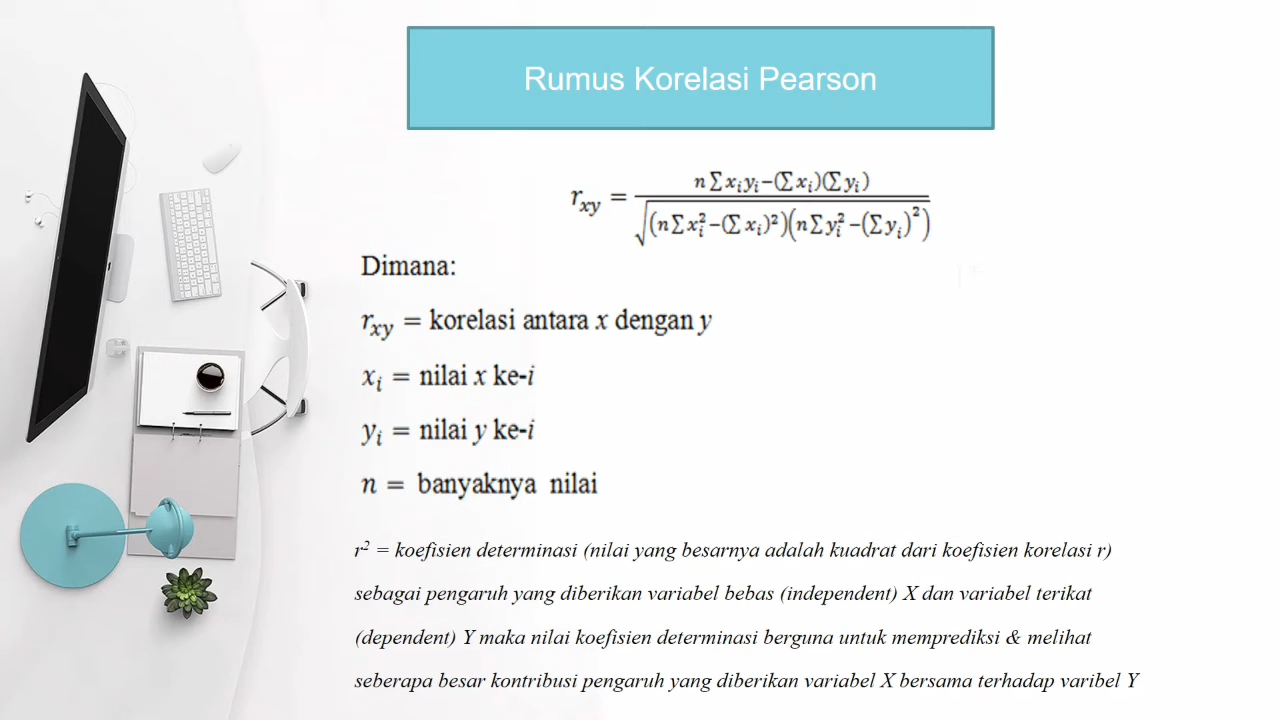 Rumus Korelasi Pearson
r_xy = (n∑x_i y_i − (∑x_i)(∑y_i)) / √((n∑x_i² − (∑x_i)²)(n∑y_i² − (∑y_i)²))
Dimana:
r_xy = korelasi antara x dengan y
x_i = nilai x ke-i
y_i = nilai y ke-i
n = banyaknya nilai
r² = koefisien determinasi (nilai yang besarnya adalah kuadrat dari koefisien korelasi r)
sebagai pengaruh yang diberikan variabel bebas (independent) X dan variabel terikat
(dependent) Y maka nilai koefisien determinasi berguna untuk memprediksi & melihat
seberapa besar kontribusi pengaruh yang diberikan variabel X bersama terhadap varibel Y